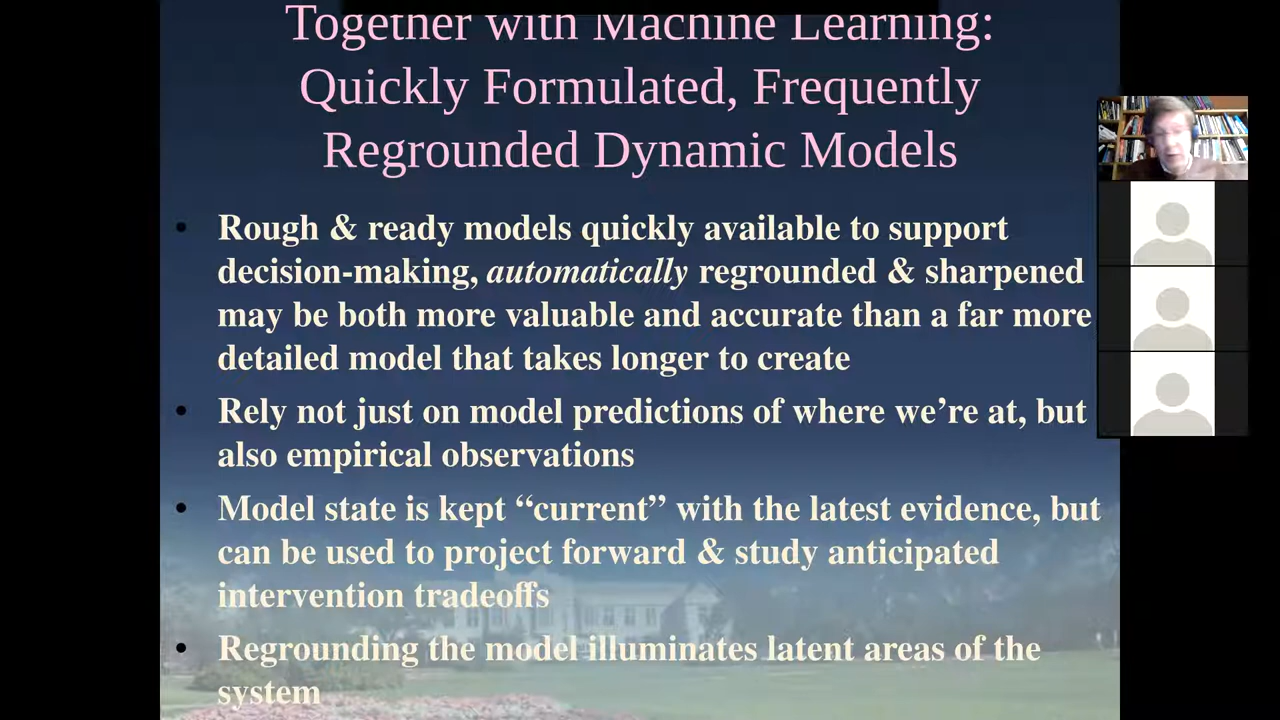 Together with Machine Learning:
Quickly Formulated, Frequently
Regrounded Dynamic Models
• Rough & ready models quickly available to support
decision-making, automatically regrounded & sharpened
may be both more valuable and accurate than a far more
detailed model that takes longer to create
• Rely not just on model predictions of where we’re at, but
also empirical observations
• Model state is kept “current” with the latest evidence, but
can be used to project forward & study anticipated
intervention tradeoffs
• Regrounding the model illuminates latent areas of the
system